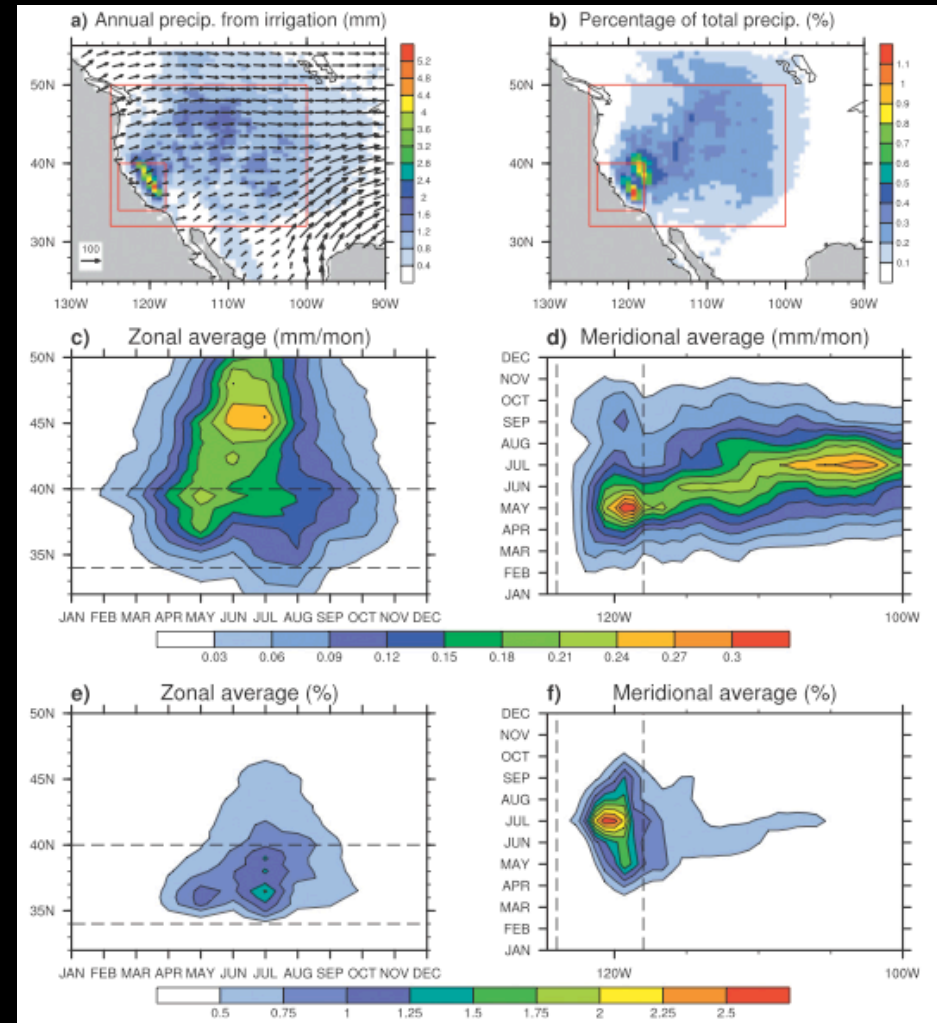 a) Annual precip. from irrigation (mm)
b) Percentage of total precip. (%)
50N
40N
30N
100
130W 120W 110W 100W 90W
5.2
4.8
4.4
4
3.6
3.2
2.8
2.4
2
1.6
1.2
0.8
0.4
50N
40N
30N
130W 120W 110W 100W 90W
1.1
1
0.9
0.8
0.7
0.6
0.5
0.4
0.3
0.2
0.1
c) Zonal average (mm/mon)
50N
45N
40N
35N
JAN FEB MAR APR MAY JUN JUL AUG SEP OCT NOV DEC
d) Meridional average (mm/mon)
DEC
NOV
OCT
SEP
AUG
JUL
JUN
MAY
APR
MAR
FEB
JAN
120W 100W
0.03 0.06 0.09 0.12 0.15 0.18 0.21 0.24 0.27 0.3
e) Zonal average (%)
50N
45N
40N
35N
JAN FEB MAR APR MAY JUN JUL AUG SEP OCT NOV DEC
f) Meridional average (%)
DEC
NOV
OCT
SEP
AUG
JUL
JUN
MAY
APR
MAR
FEB
JAN
120W 100W
0.5 0.75 1 1.25 1.5 1.75 2 2.25 2.5